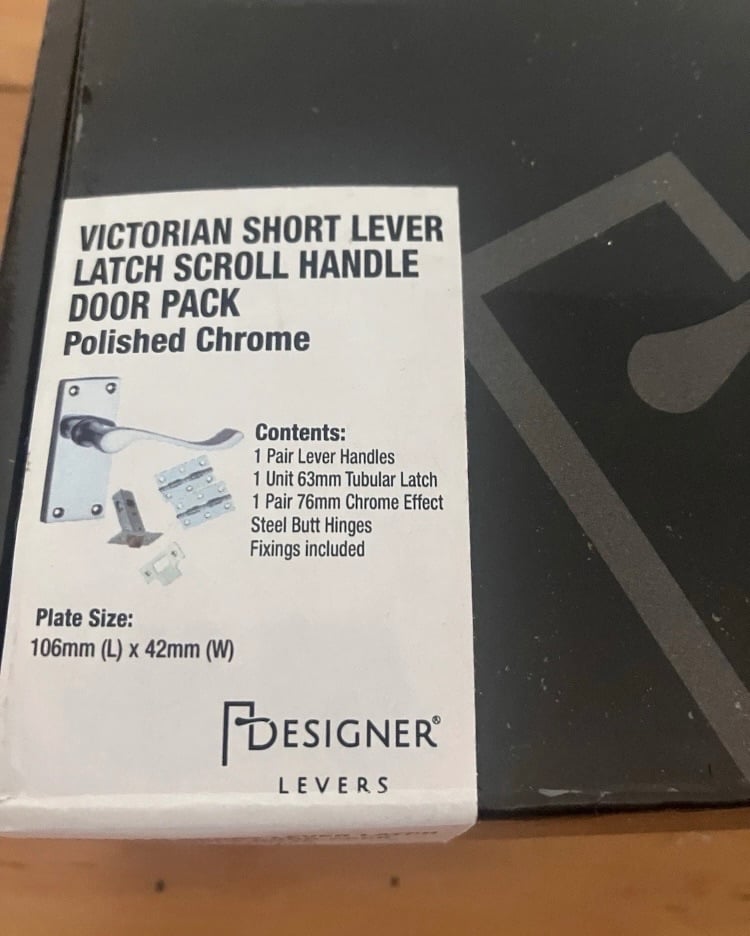 VICTORIAN SHORT LEVER
LATCH SCROLL HANDLE
DOOR PACK
Polished Chrome
Contents:
1 Pair Lever Handles
1 Unit 63mm Tubular Latch
1 Pair 76mm Chrome Effect
Steel Butt Hinges
Fixings included
Plate Size:
106mm (L) x 42mm (W)
DESIGNER®
LEVERS